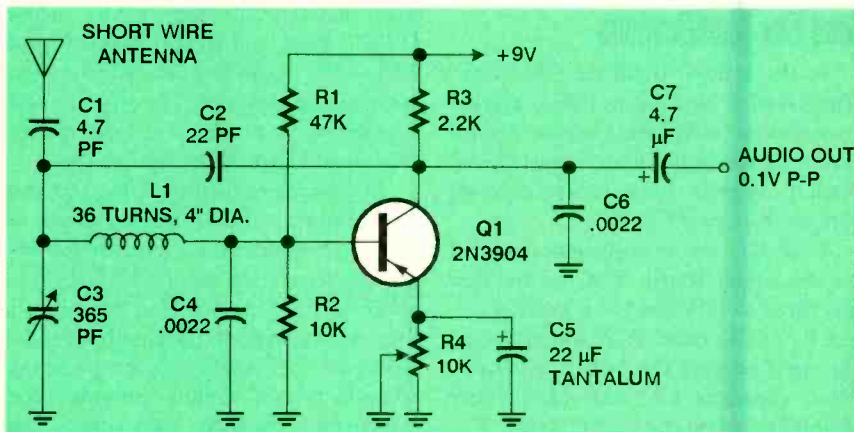 SHORT WIRE
ANTENNA
C1
4.7
PF
C2
22 PF
R1
47K
+9V
R3
2.2K
C7
4.7
µF
+
AUDIO OUT
0.1V P-P
L1
36 TURNS, 4" DIA.
C6
.0022
Q1
2N3904
C3
365
PF
C4
.0022
R2
10K
R4
10K
+
C5
22 µF
TANTALUM